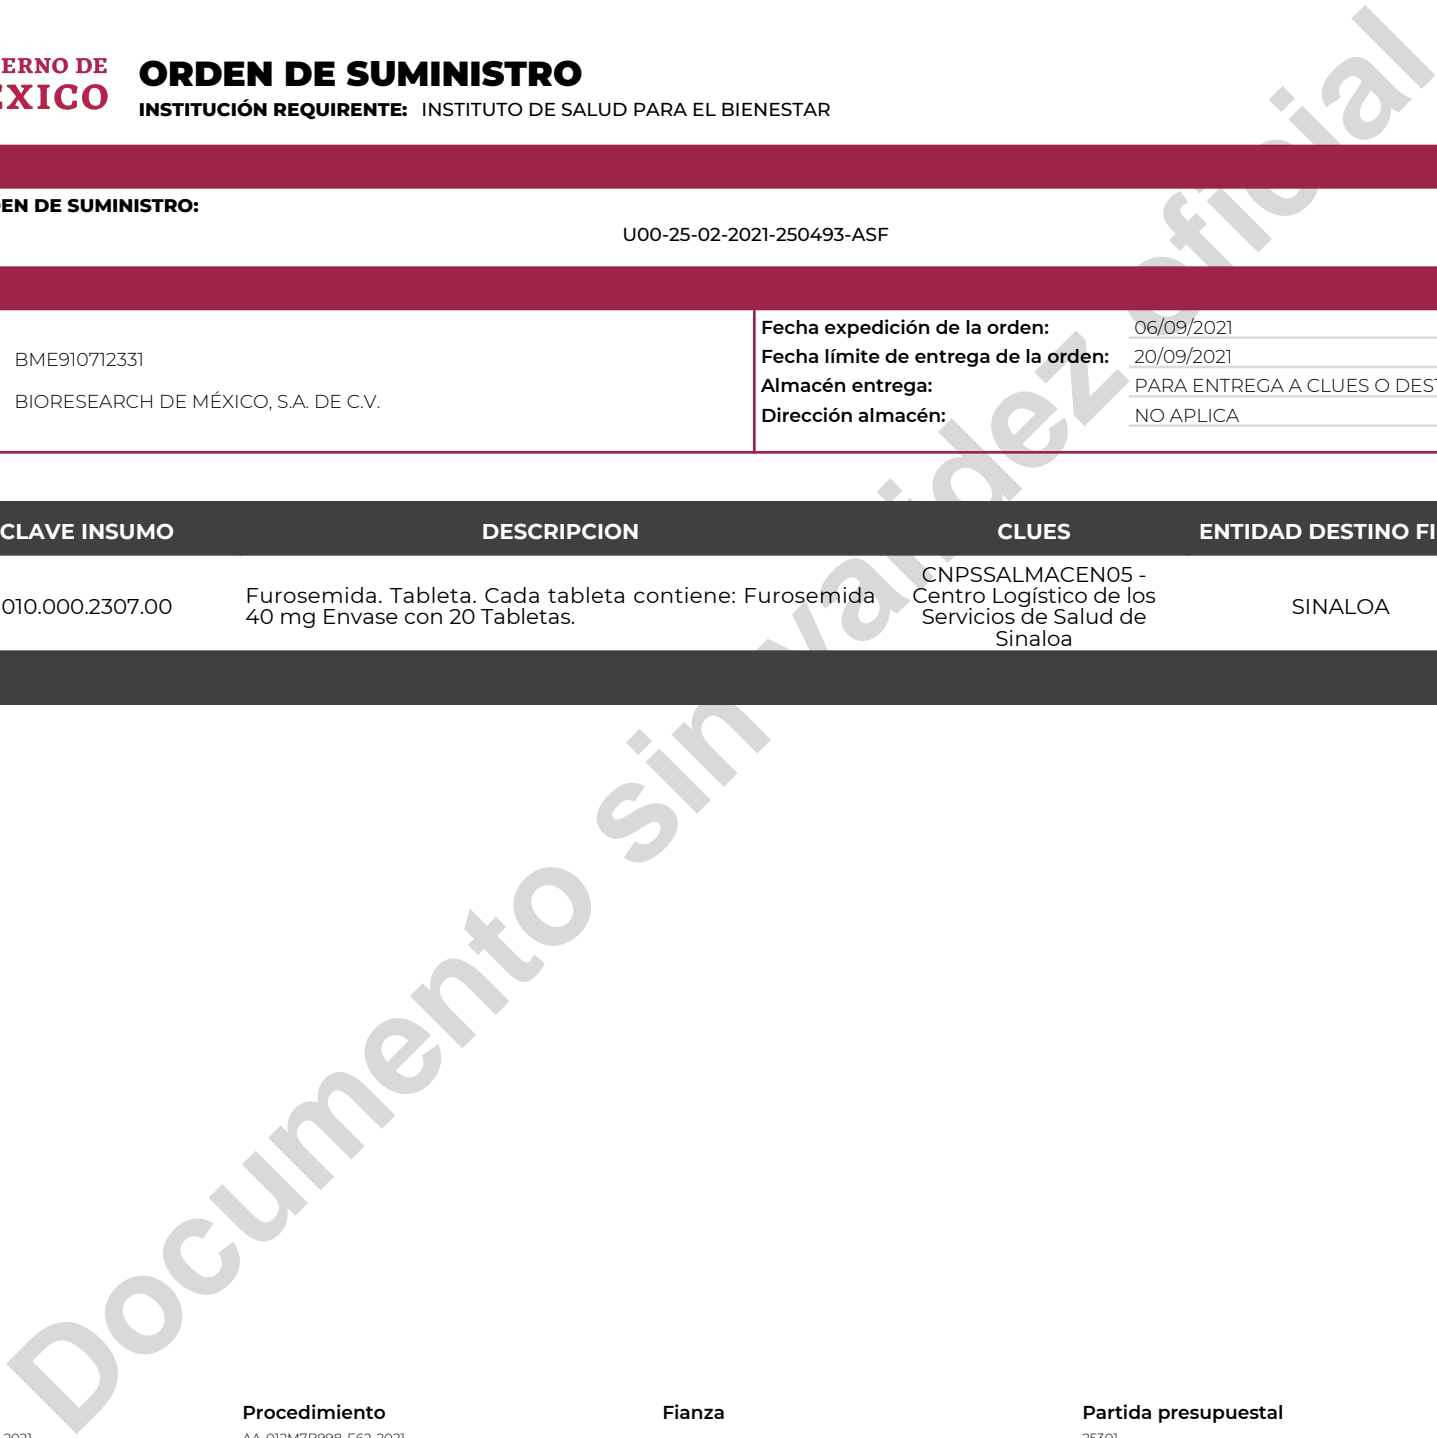 ERNO DE
ÉXICO
ORDEN DE SUMINISTRO
INSTITUCIÓN REQUIRENTE: INSTITUTO DE SALUD PARA EL BIENESTAR
EN DE SUMINISTRO:
U00-25-02-2021-250493-ASF
BME910712331
BIORESEARCH DE MÉXICO, S.A. DE C.V.
Fecha expedición de la orden: 06/09/2021
Fecha límite de entrega de la orden: 20/09/2021
Almacén entrega: PARA ENTREGA A CLUES O DEST
Dirección almacén: NO APLICA
CLAVE INSUMO DESCRIPCION CLUES ENTIDAD DESTINO FI
010.000.2307.00
Furosemida. Tableta. Cada tableta contiene: Furosemida
40 mg Envase con 20 Tabletas.
CNPSSALMACEN05 -
Centro Logístico de los
Servicios de Salud de
Sinaloa
SINALOA
Documento sin validez oficial
Procedimiento Fianza Partida presupuestal